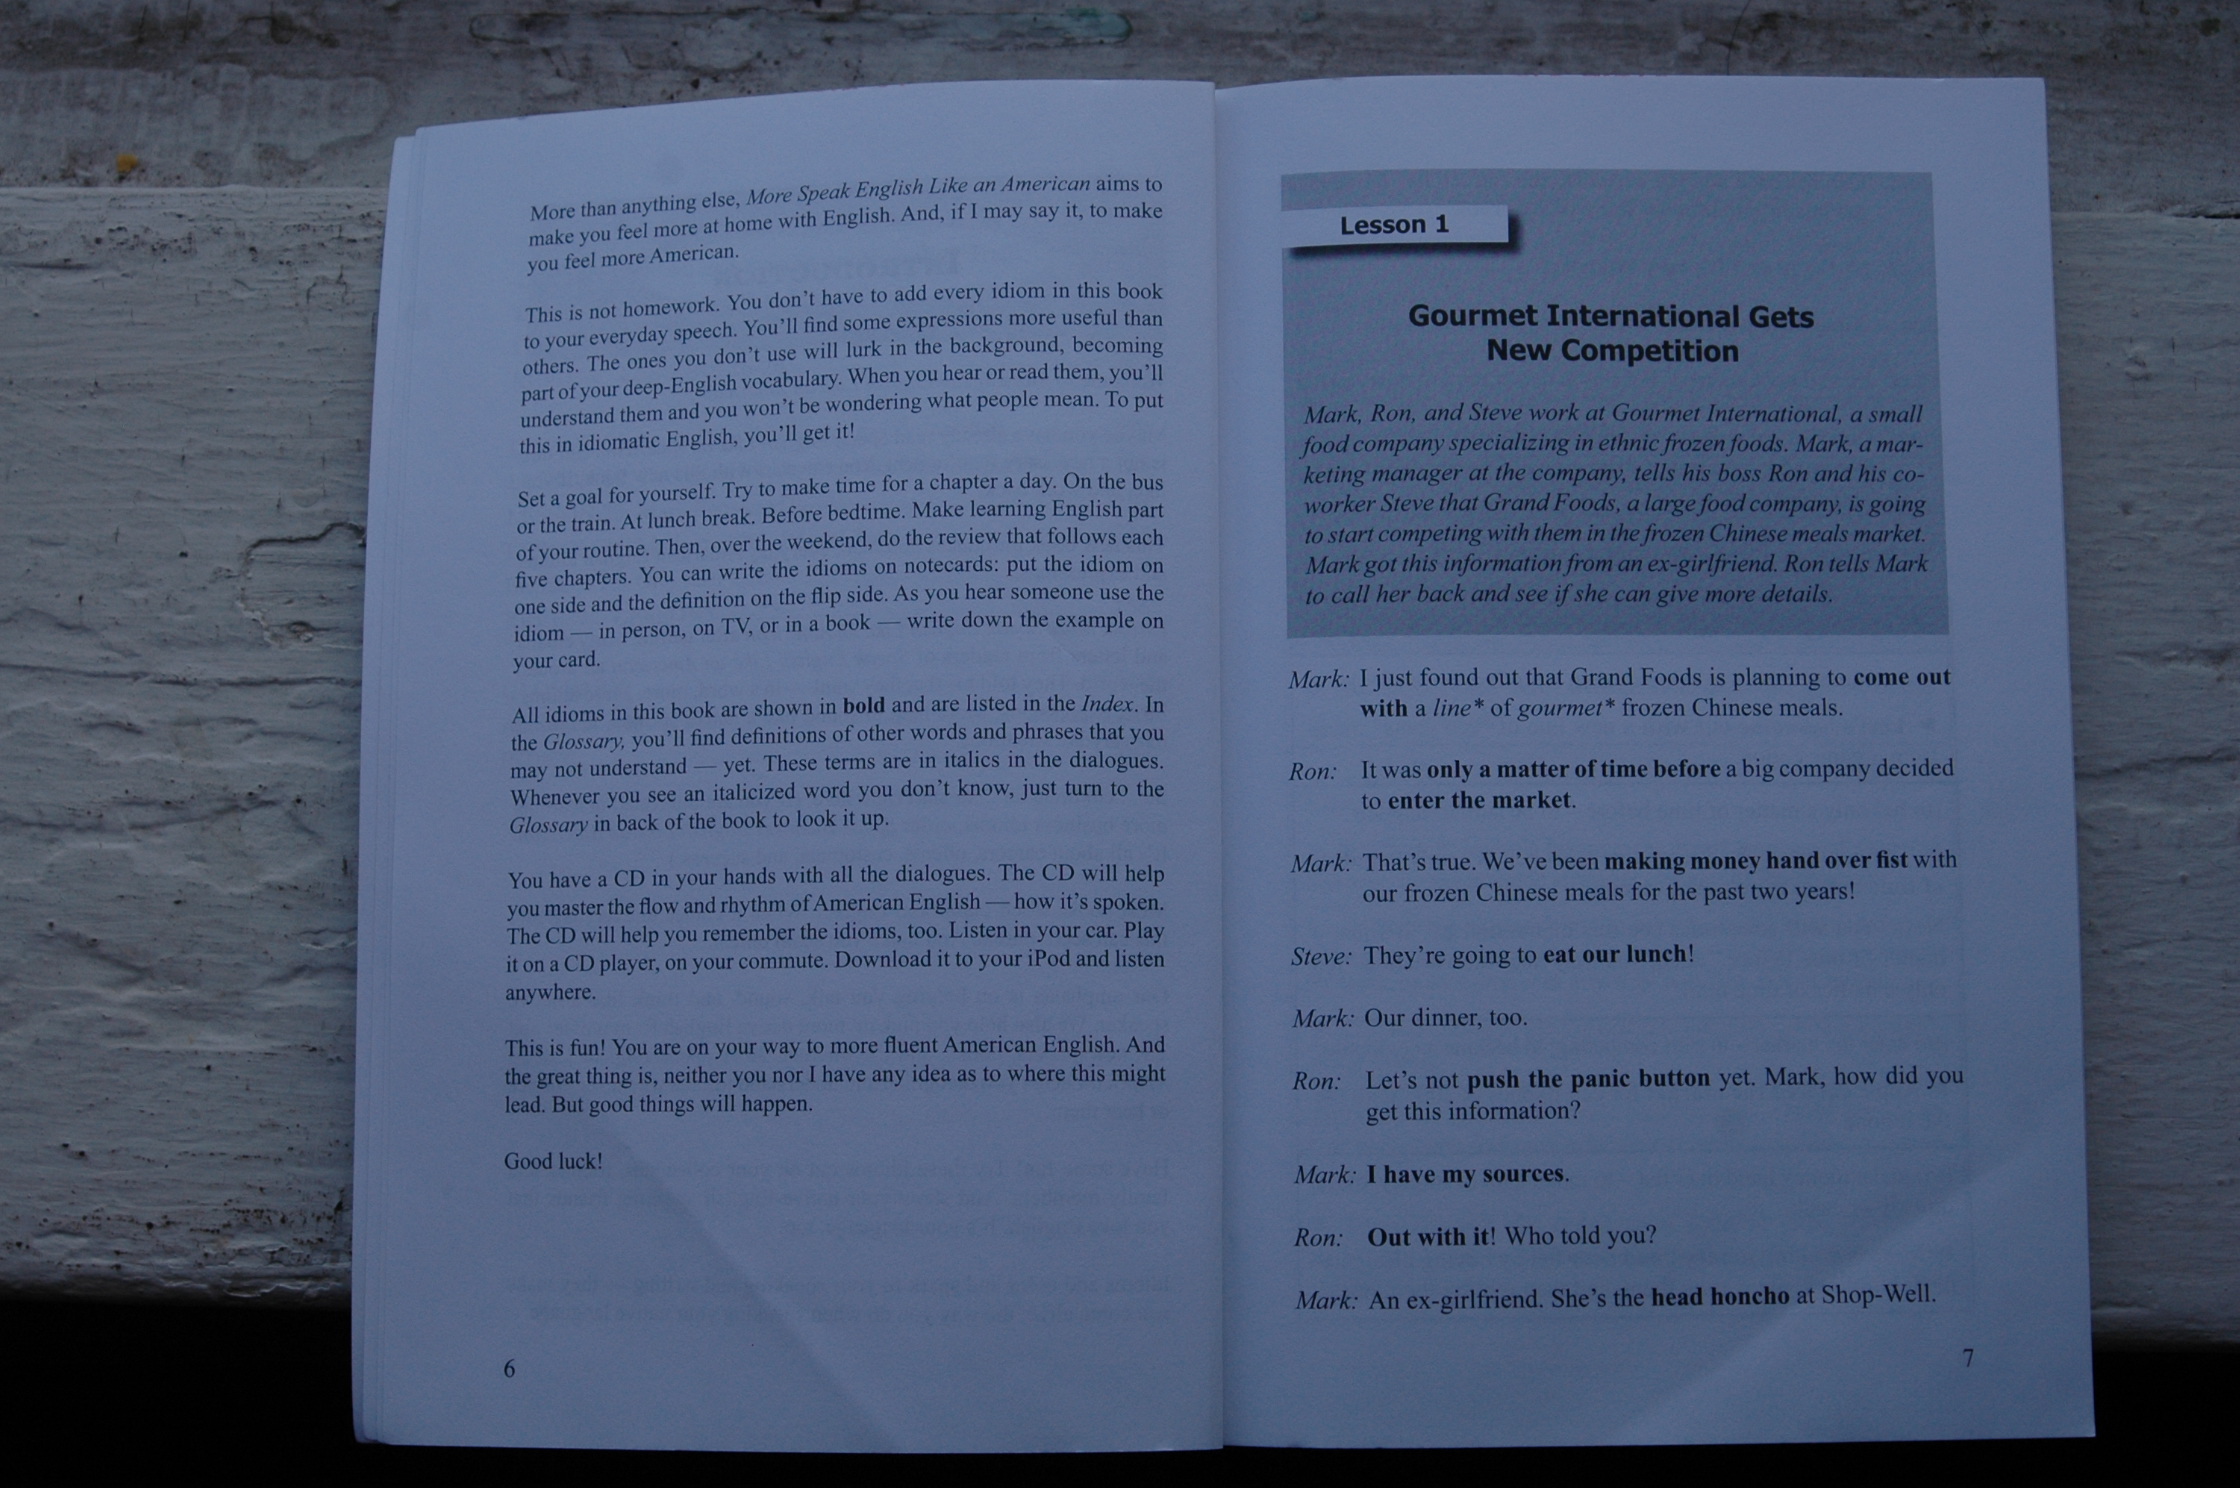 More than anything else, More Speak English Like an American aims to
make you feel more at home with English. And, if I may say it, to make
you feel more American.
This is not homework. You don't have to add every idiom in this book
to your everyday speech. You'll find some expressions more useful than
others. The ones you don't use will lurk in the background, becoming
part of your deep-English vocabulary. When you hear or read them, you'll
understand them and you won't be wondering what people mean. To put
this in idiomatic English, you'll get it!
Set a goal for yourself. Try to make time for a chapter a day. On the bus
or the train. At lunch break. Before bedtime. Make learning English part
of your routine. Then, over the weekend, do the review that follows each
five chapters. You can write the idioms on notecards: put the idiom on
one side and the definition on the flip side. As you hear someone use the
idiom — in person, on TV, or in a book — write down the example on
your card.
All idioms in this book are shown in bold and are listed in the Index. In
the Glossary, you'll find definitions of other words and phrases that you
may not understand — yet. These terms are in italics in the dialogues.
Whenever you see an italicized word you don't know, just turn to the
Glossary in back of the book to look it up.
You have a CD in your hands with all the dialogues. The CD will help
you master the flow and rhythm of American English — how it's spoken.
The CD will help you remember the idioms, too. Listen in your car. Play
it on a CD player, on your commute. Download it to your iPod and listen
anywhere.
This is fun! You are on your way to more fluent American English. And
the great thing is, neither you nor I have any idea as to where this might
lead. But good things will happen.
Good luck!
6
Lesson 1
Gourmet International Gets
New Competition
Mark, Ron, and Steve work at Gourmet International, a small
food company specializing in ethnic frozen foods. Mark, a mar-
keting manager at the company, tells his boss Ron and his co-
worker Steve that Grand Foods, a large food company, is going
to start competing with them in the frozen Chinese meals market.
Mark got this information from an ex-girlfriend. Ron tells Mark
to call her back and see if she can give more details.
Mark: I just found out that Grand Foods is planning to come out
with a line* of gourmet* frozen Chinese meals.
Ron: It was only a matter of time before a big company decided
to enter the market.
Mark: That's true. We've been making money hand over fist with
our frozen Chinese meals for the past two years!
Steve: They're going to eat our lunch!
Mark: Our dinner, too.
Ron: Let's not push the panic button yet. Mark, how did you
get this information?
Mark: I have my sources.
Ron: Out with it! Who told you?
Mark: An ex-girlfriend. She's the head honcho at Shop-Well.
7